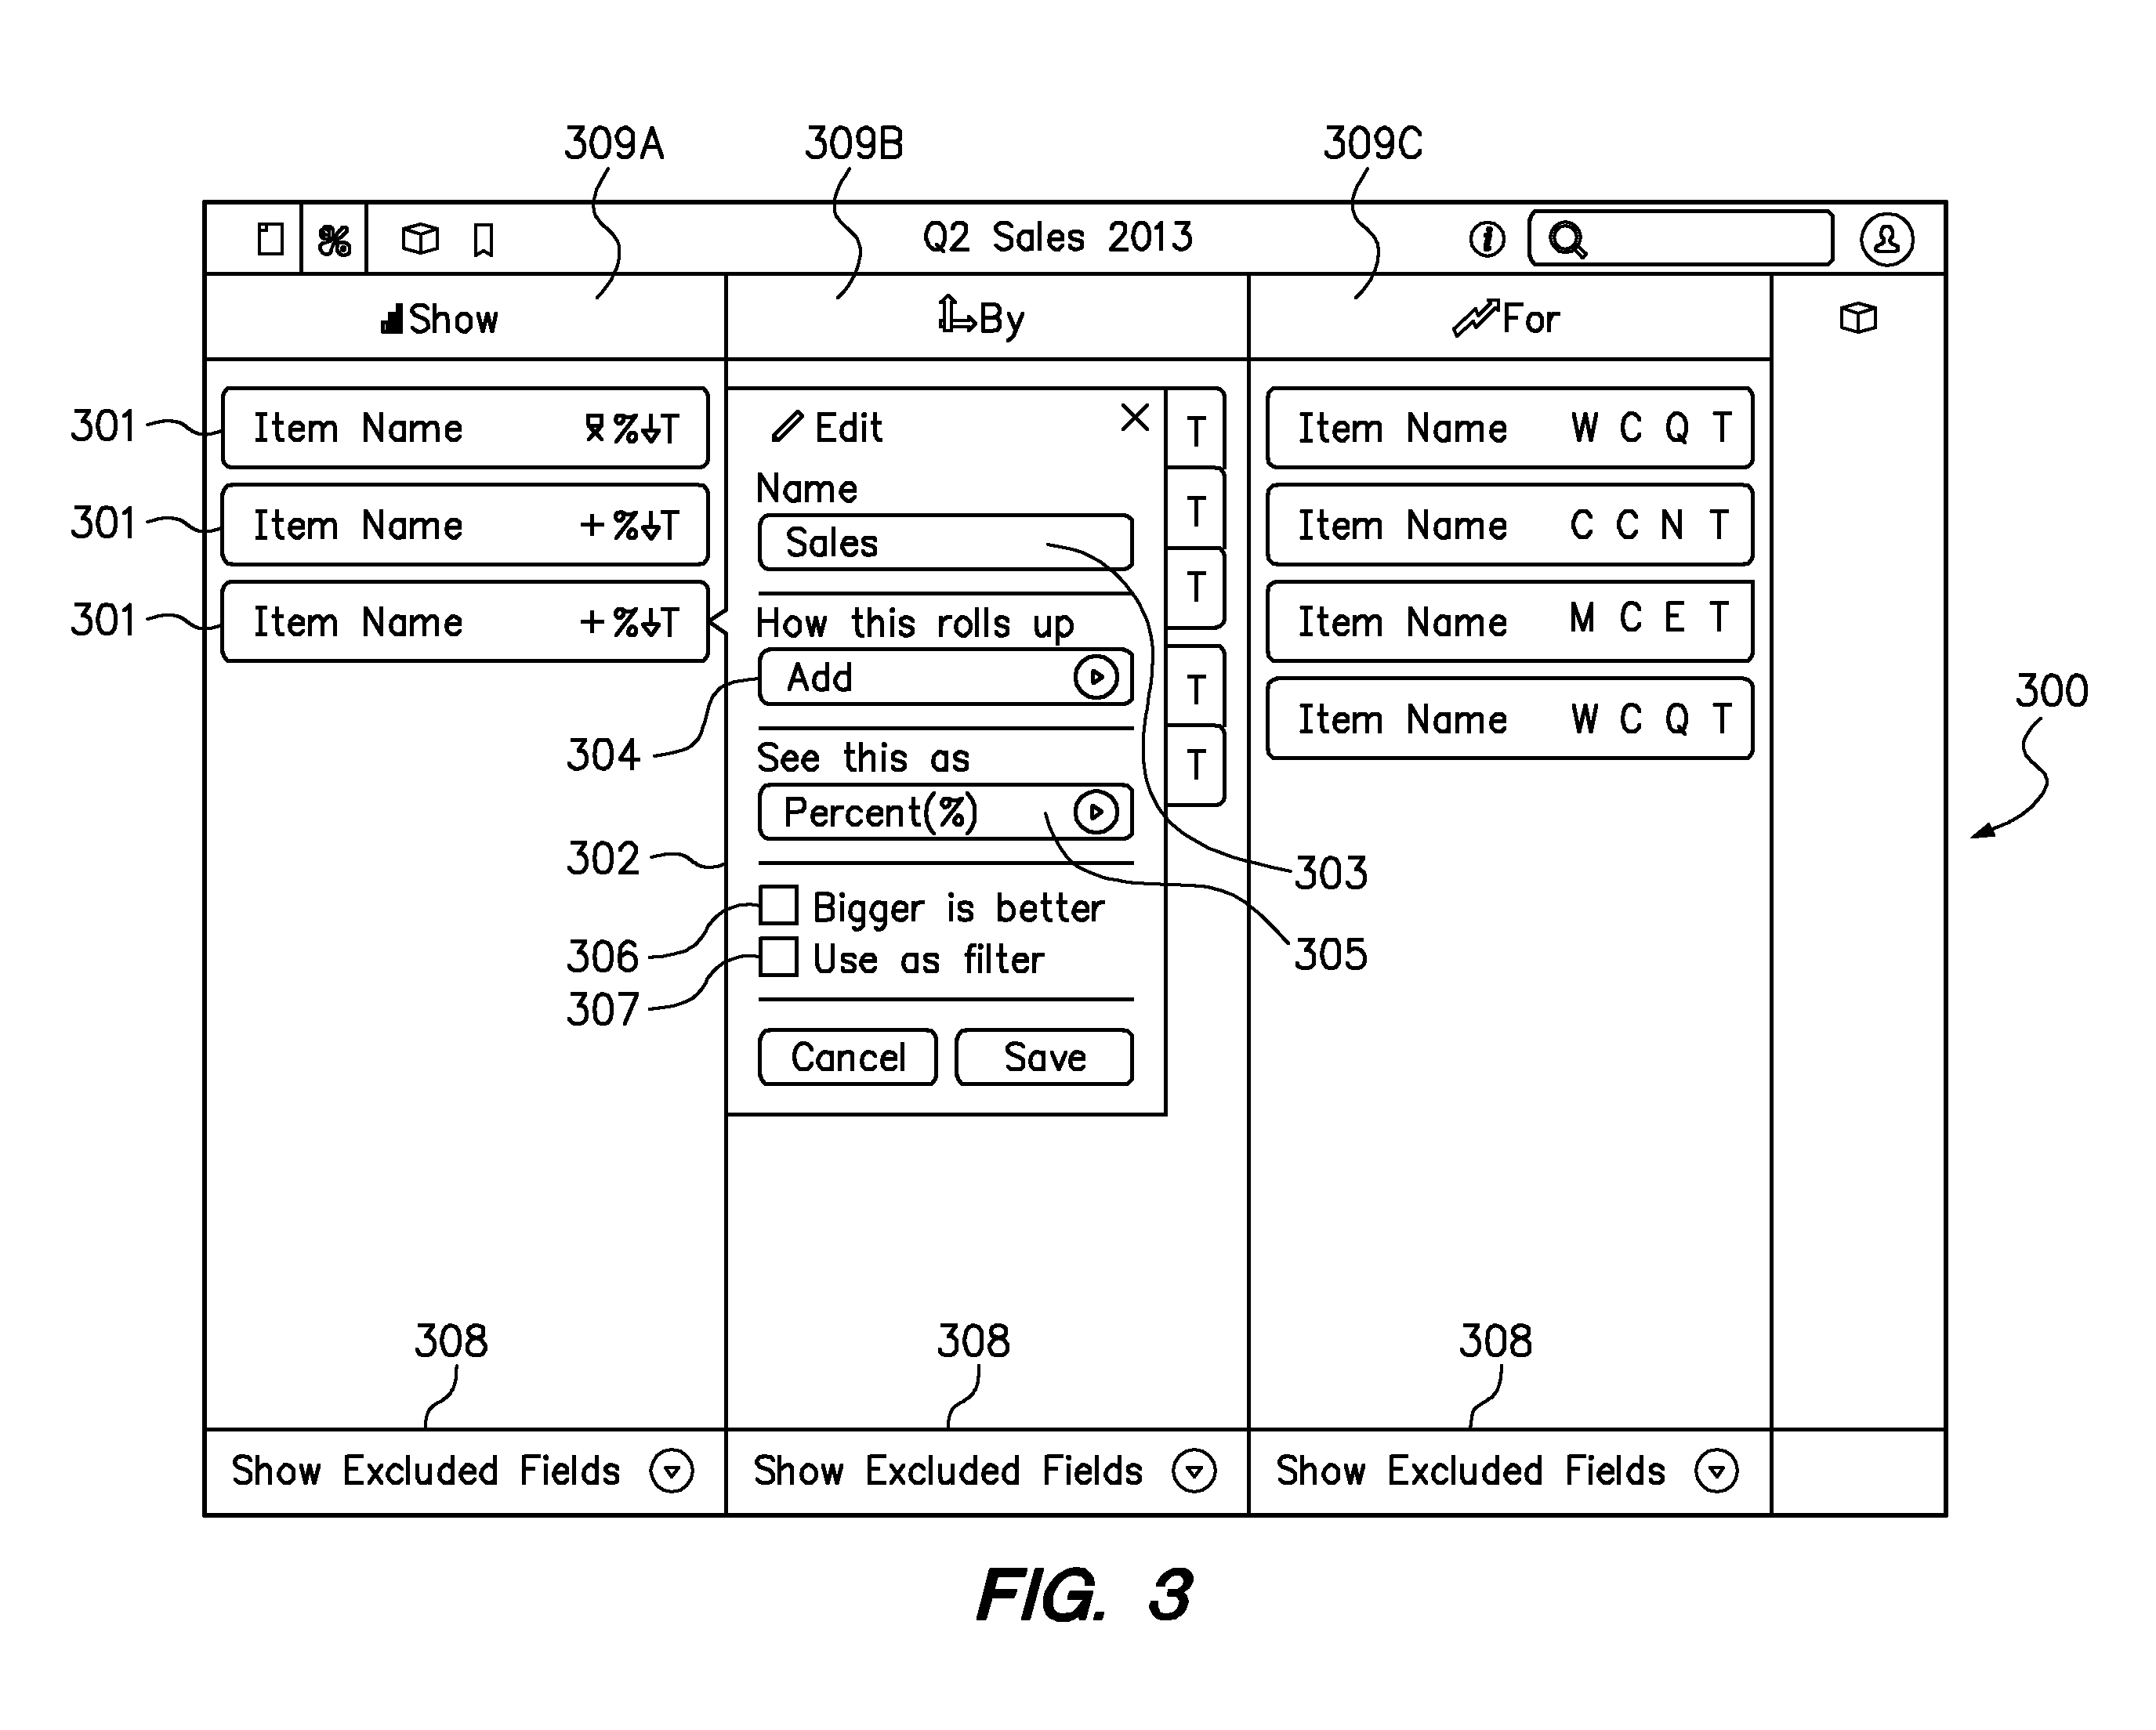 309A 309B 309C
Q2 Sales 2013
Show By For
301 Item Name %T
Edit
T
Item Name W C Q T
Name
Sales
301 Item Name +%T
T
Item Name C C N T
T
301 Item Name +%T
How this rolls up
Add
Item Name M C E T
T
304
Item Name W C Q T
300
See this as
Percent(%)
T
302
303
306
Bigger is better
305
307
Use as filter
Cancel Save
308 308 308
Show Excluded Fields Show Excluded Fields Show Excluded Fields
FIG. 3